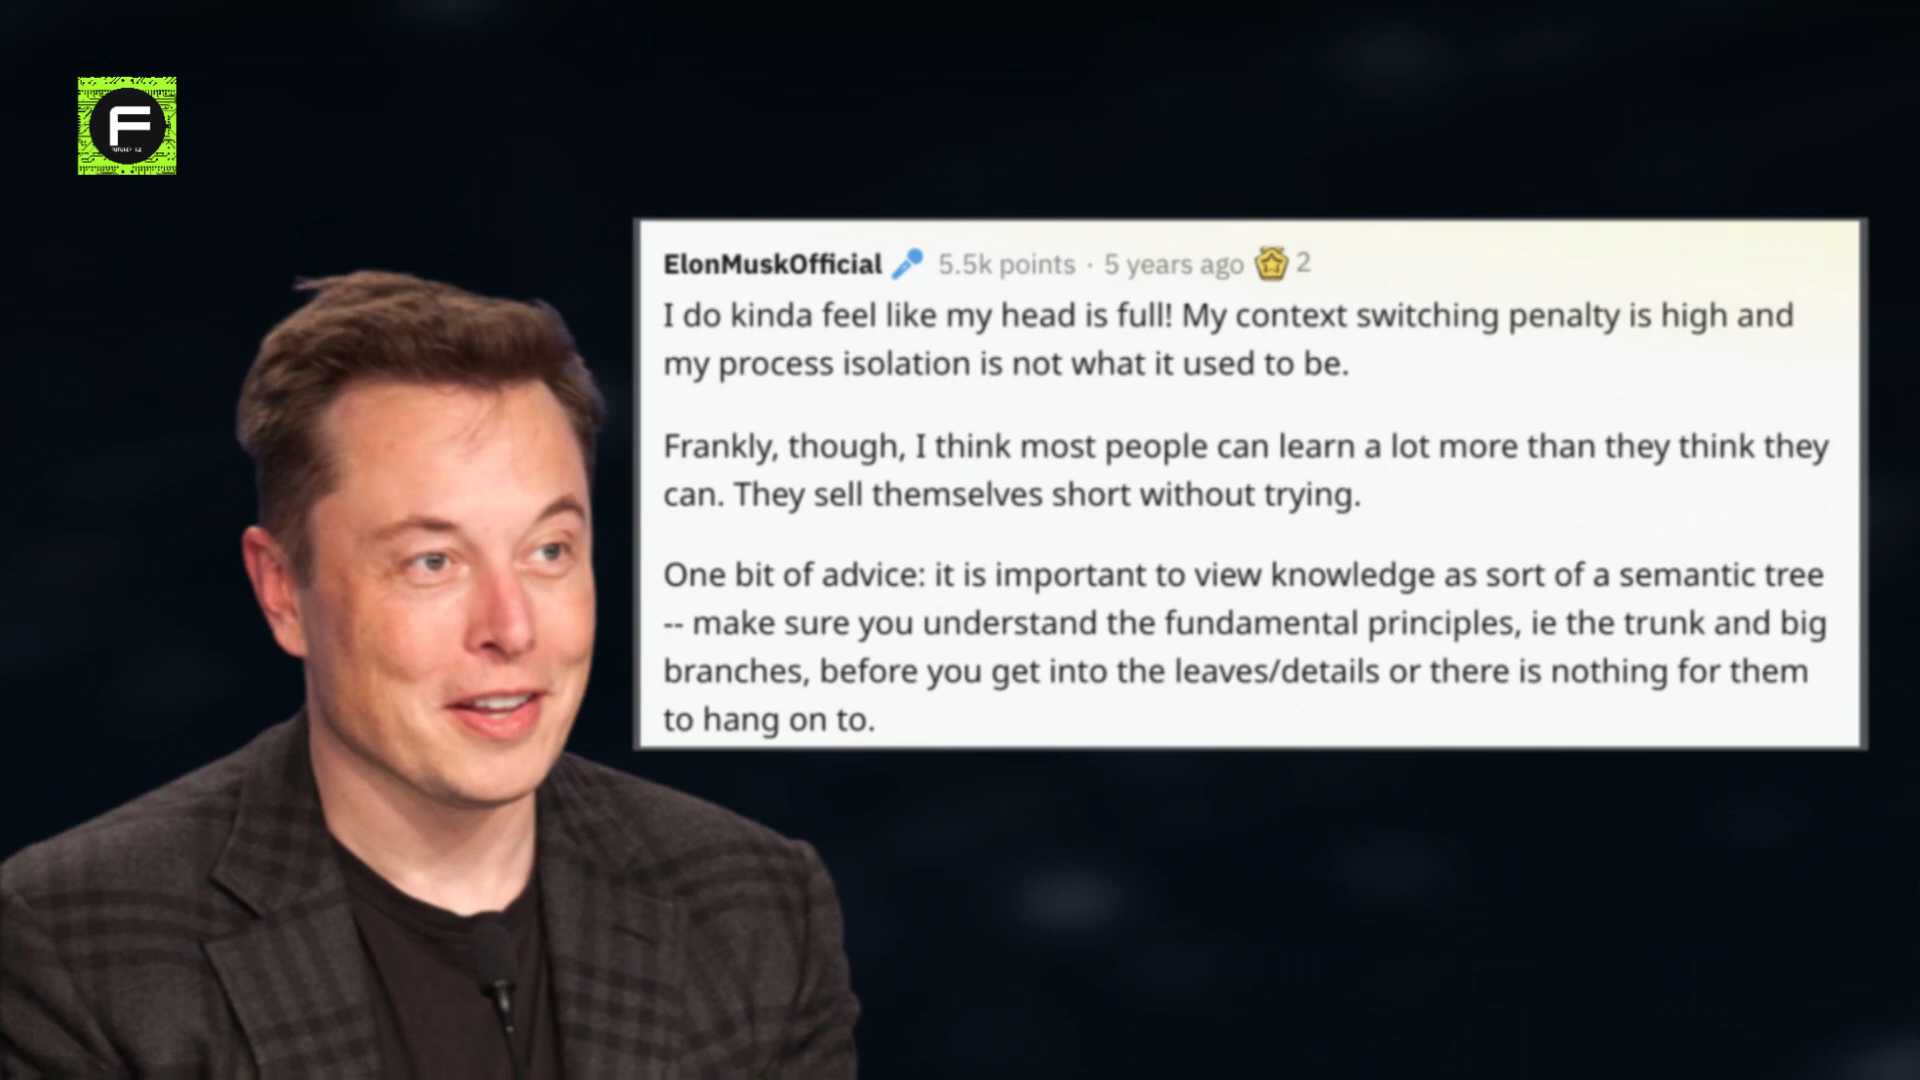 F
ElonMuskOfficial 5.5k points · 5 years ago 2
I do kinda feel like my head is full! My context switching penalty is high and
my process isolation is not what it used to be.
Frankly, though, I think most people can learn a lot more than they think they
can. They sell themselves short without trying.
One bit of advice: it is important to view knowledge as sort of a semantic tree
-- make sure you understand the fundamental principles, ie the trunk and big
branches, before you get into the leaves/details or there is nothing for them
to hang on to.